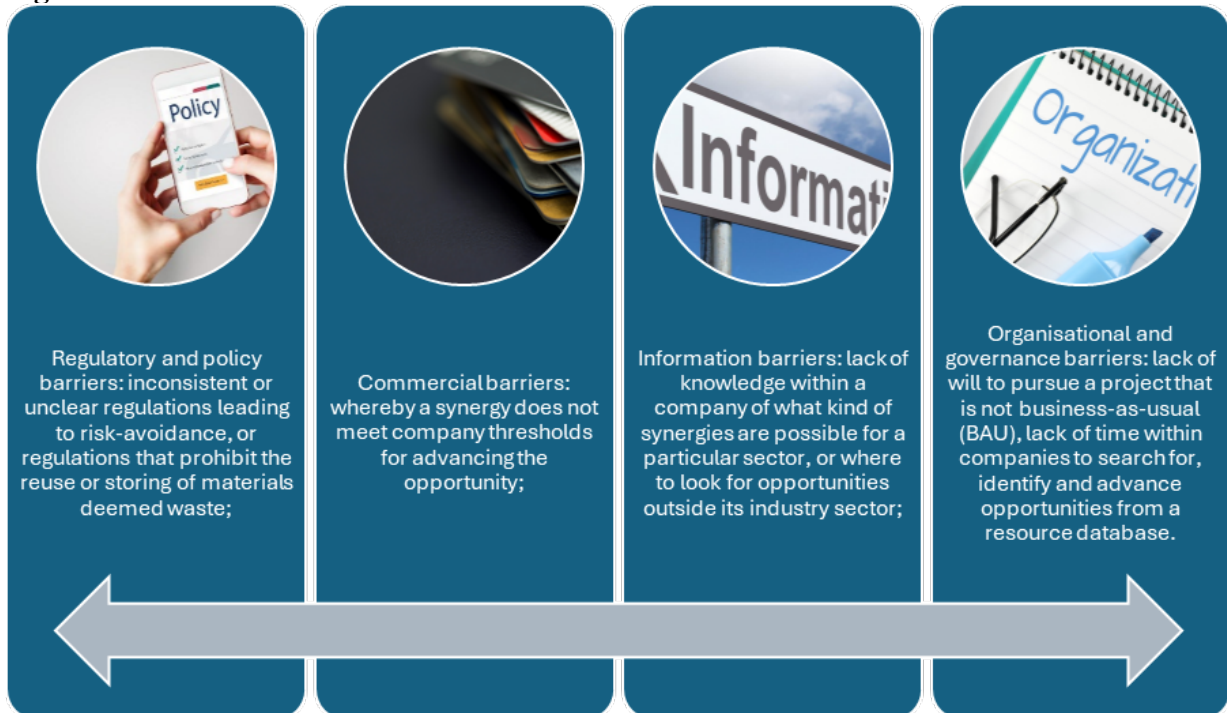 Policy
Informati
Organizati
Regulatory and policy
barriers: inconsistent or
unclear regulations leading
to risk-avoidance, or
regulations that prohibit the
reuse or storing of materials
deemed waste;
Commercial barriers:
whereby a synergy does not
meet company thresholds
for advancing the
opportunity;
Information barriers: lack of
knowledge within a
company of what kind of
synergies are possible for a
particular sector, or where
to look for opportunities
outside its industry sector;
Organisational and
governance barriers: lack of
will to pursue a project that
is not business-as-usual
(BAU), lack of time within
companies to search for,
identify and advance
opportunities from a
resource database.